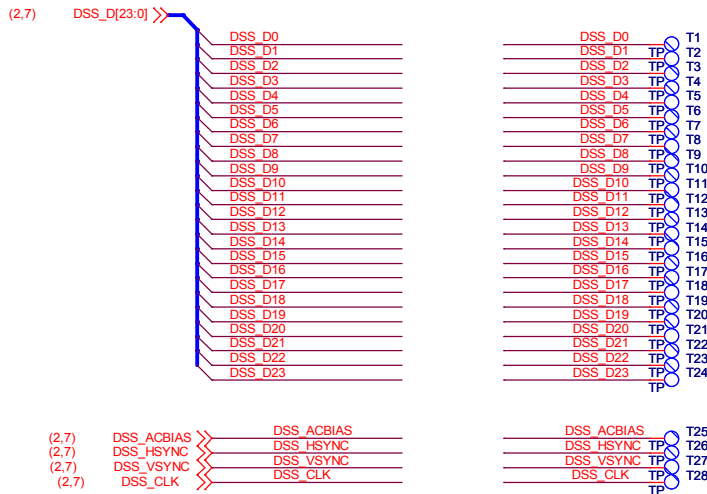 (2,7) DSS_D[23:0]
DSS_D0 DSS_D0 T1
DSS_D1 DSS_D1 TP T2
DSS_D2 DSS_D2 TP T3
DSS_D3 DSS_D3 TP T4
DSS_D4 DSS_D4 TP T5
DSS_D5 DSS_D5 TP T6
DSS_D6 DSS_D6 TP T7
DSS_D7 DSS_D7 TP T8
DSS_D8 DSS_D8 TP T9
DSS_D9 DSS_D9 TP T10
DSS_D10 DSS_D10 TP T11
DSS_D11 DSS_D11 TP T12
DSS_D12 DSS_D12 TP T13
DSS_D13 DSS_D13 TP T14
DSS_D14 DSS_D14 TP T15
DSS_D15 DSS_D15 TP T16
DSS_D16 DSS_D16 TP T17
DSS_D17 DSS_D17 TP T18
DSS_D18 DSS_D18 TP T19
DSS_D19 DSS_D19 TP T20
DSS_D20 DSS_D20 TP T21
DSS_D21 DSS_D21 TP T22
DSS_D22 DSS_D22 TP T23
DSS_D23 DSS_D23 TP T24
TP
(2,7) DSS_ACBIAS DSS_ACBIAS DSS_ACBIAS T25
(2,7) DSS_HSYNC DSS_HSYNC DSS_HSYNC TP T26
(2,7) DSS_VSYNC DSS_VSYNC DSS_VSYNC TP T27
(2,7) DSS_CLK DSS_CLK DSS_CLK TP T28
TP